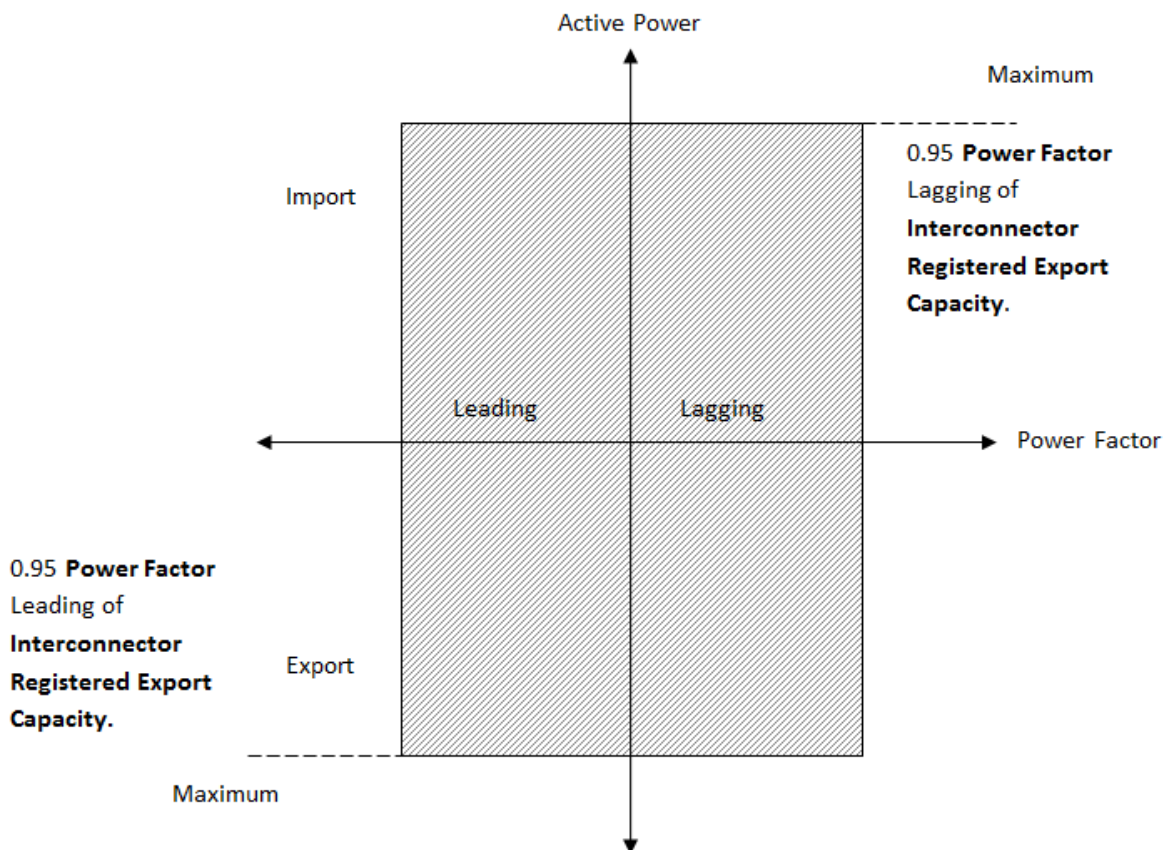 Active Power
Maximum
0.95 Power Factor
Lagging of
Interconnector
Registered Export
Capacity.
Import
Leading
Lagging
Power Factor
0.95 Power Factor
Leading of
Interconnector
Registered Export
Capacity.
Export
Maximum